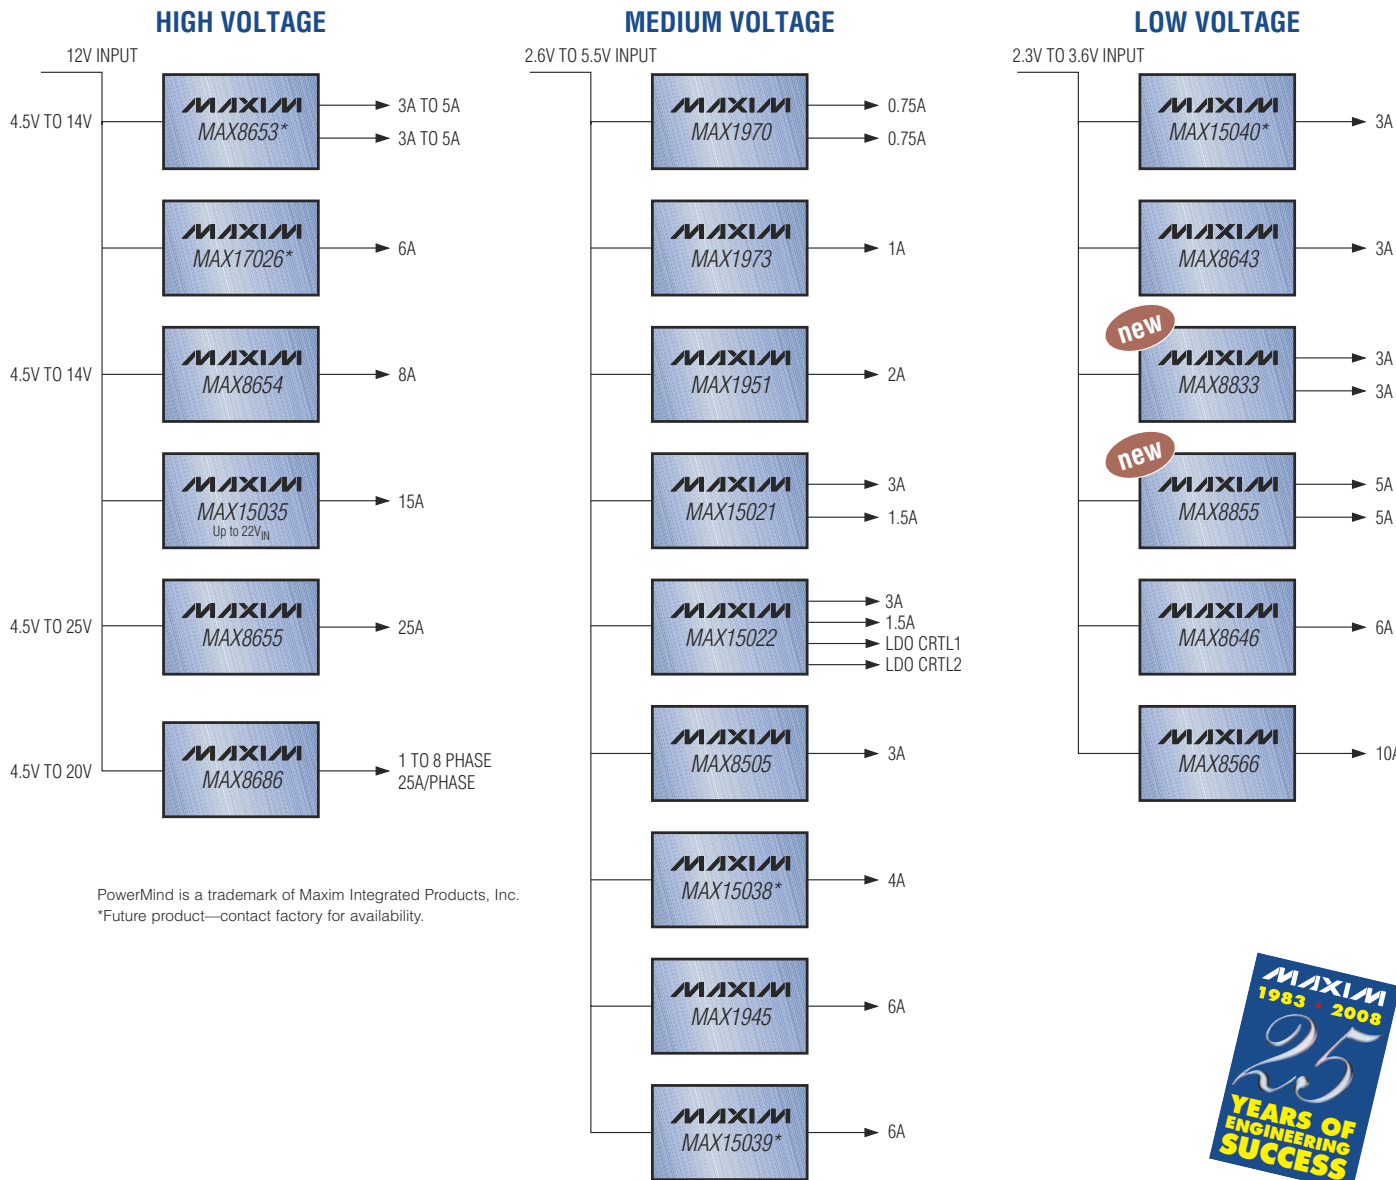 HIGH VOLTAGE
12V INPUT
4.5V TO 14V
MAXIM
MAX8653*
3A TO 5A
3A TO 5A
MAXIM
MAX17026*
6A
4.5V TO 14V
MAXIM
MAX8654
8A
MAXIM
MAX15035
Up to 22VIN
15A
4.5V TO 25V
MAXIM
MAX8655
25A
4.5V TO 20V
MAXIM
MAX8686
1 TO 8 PHASE
25A/PHASE
PowerMind is a trademark of Maxim Integrated Products, Inc.
*Future product—contact factory for availability.
MEDIUM VOLTAGE
2.6V TO 5.5V INPUT
MAXIM
MAX1970
0.75A
0.75A
MAXIM
MAX1973
1A
MAXIM
MAX1951
2A
MAXIM
MAX15021
3A
1.5A
MAXIM
MAX15022
3A
1.5A
LDO CRTL1
LDO CRTL2
MAXIM
MAX8505
3A
MAXIM
MAX15038*
4A
MAXIM
MAX1945
6A
MAXIM
MAX15039*
6A
LOW VOLTAGE
2.3V TO 3.6V INPUT
MAXIM
MAX15040*
3A
MAXIM
MAX8643
3A
new
MAXIM
MAX8833
3A
3A
new
MAXIM
MAX8855
5A
5A
MAXIM
MAX8646
6A
MAXIM
MAX8566
10A
MAXIM
1983 • 2008
25
YEARS OF
ENGINEERING
SUCCESS